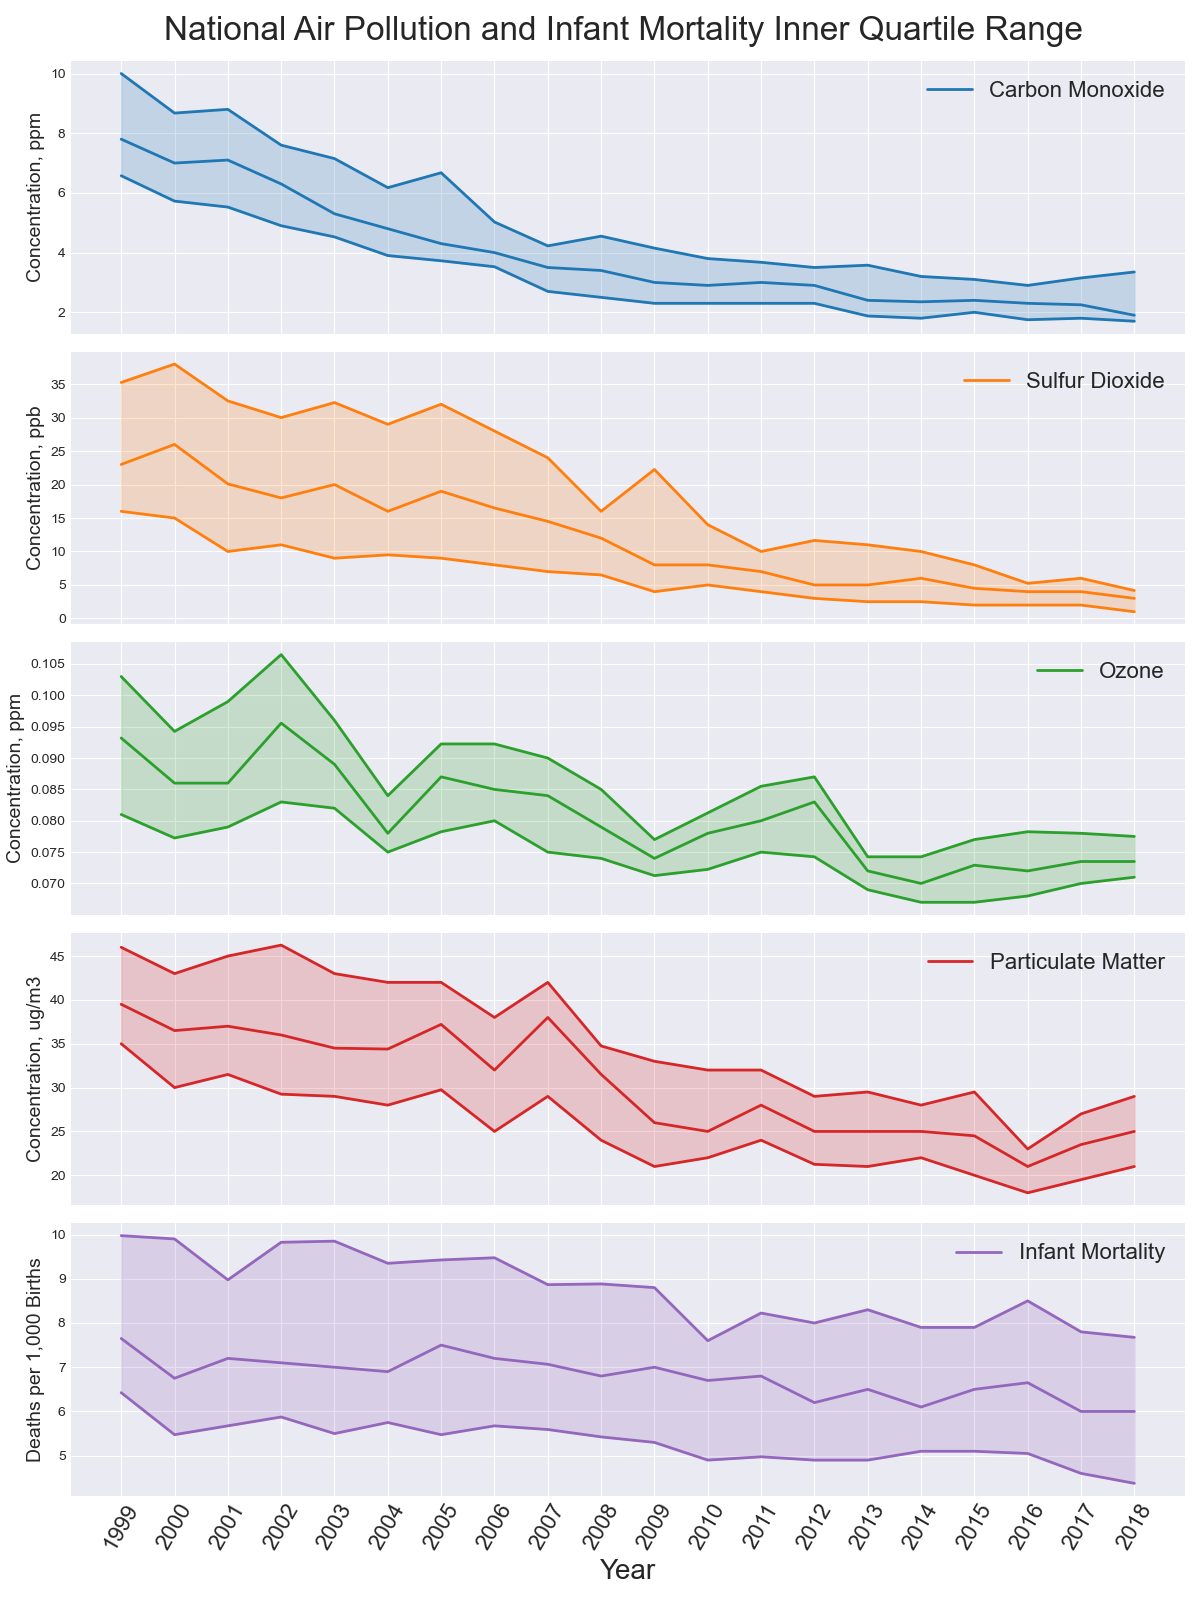 National Air Pollution and Infant Mortality Inner Quartile Range
Concentration, ppm
10
8
6
4
2
Carbon Monoxide
Concentration, ppb
35
30
25
20
15
10
5
0
Sulfur Dioxide
Concentration, ppm
0.105
0.100
0.095
0.090
0.085
0.080
0.075
0.070
Ozone
Concentration, ug/m3
45
40
35
30
25
20
Particulate Matter
Deaths per 1,000 Births
10
9
8
7
6
5
Infant Mortality
1999 2000 2001 2002 2003 2004 2005 2006 2007 2008 2009 2010 2011 2012 2013 2014 2015 2016 2017 2018
Year